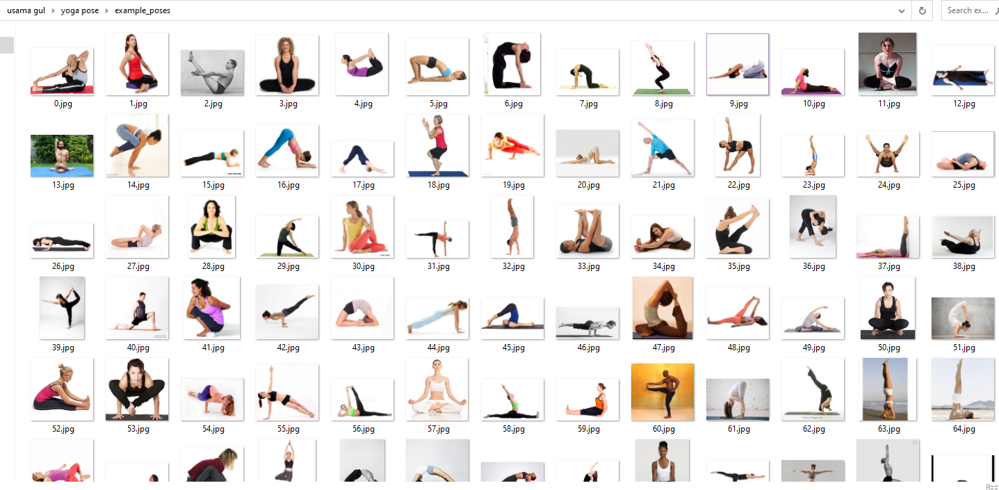 usama gul > yoga pose > example_poses
Search ex...
0.jpg 1.jpg 2.jpg 3.jpg 4.jpg 5.jpg 6.jpg 7.jpg 8.jpg 9.jpg 10.jpg 11.jpg 12.jpg
13.jpg 14.jpg 15.jpg 16.jpg 17.jpg 18.jpg 19.jpg 20.jpg 21.jpg 22.jpg 23.jpg 24.jpg 25.jpg
26.jpg 27.jpg 28.jpg 29.jpg 30.jpg 31.jpg 32.jpg 33.jpg 34.jpg 35.jpg 36.jpg 37.jpg 38.jpg
39.jpg 40.jpg 41.jpg 42.jpg 43.jpg 44.jpg 45.jpg 46.jpg 47.jpg 48.jpg 49.jpg 50.jpg 51.jpg
52.jpg 53.jpg 54.jpg 55.jpg 56.jpg 57.jpg 58.jpg 59.jpg 60.jpg 61.jpg 62.jpg 63.jpg 64.jpg